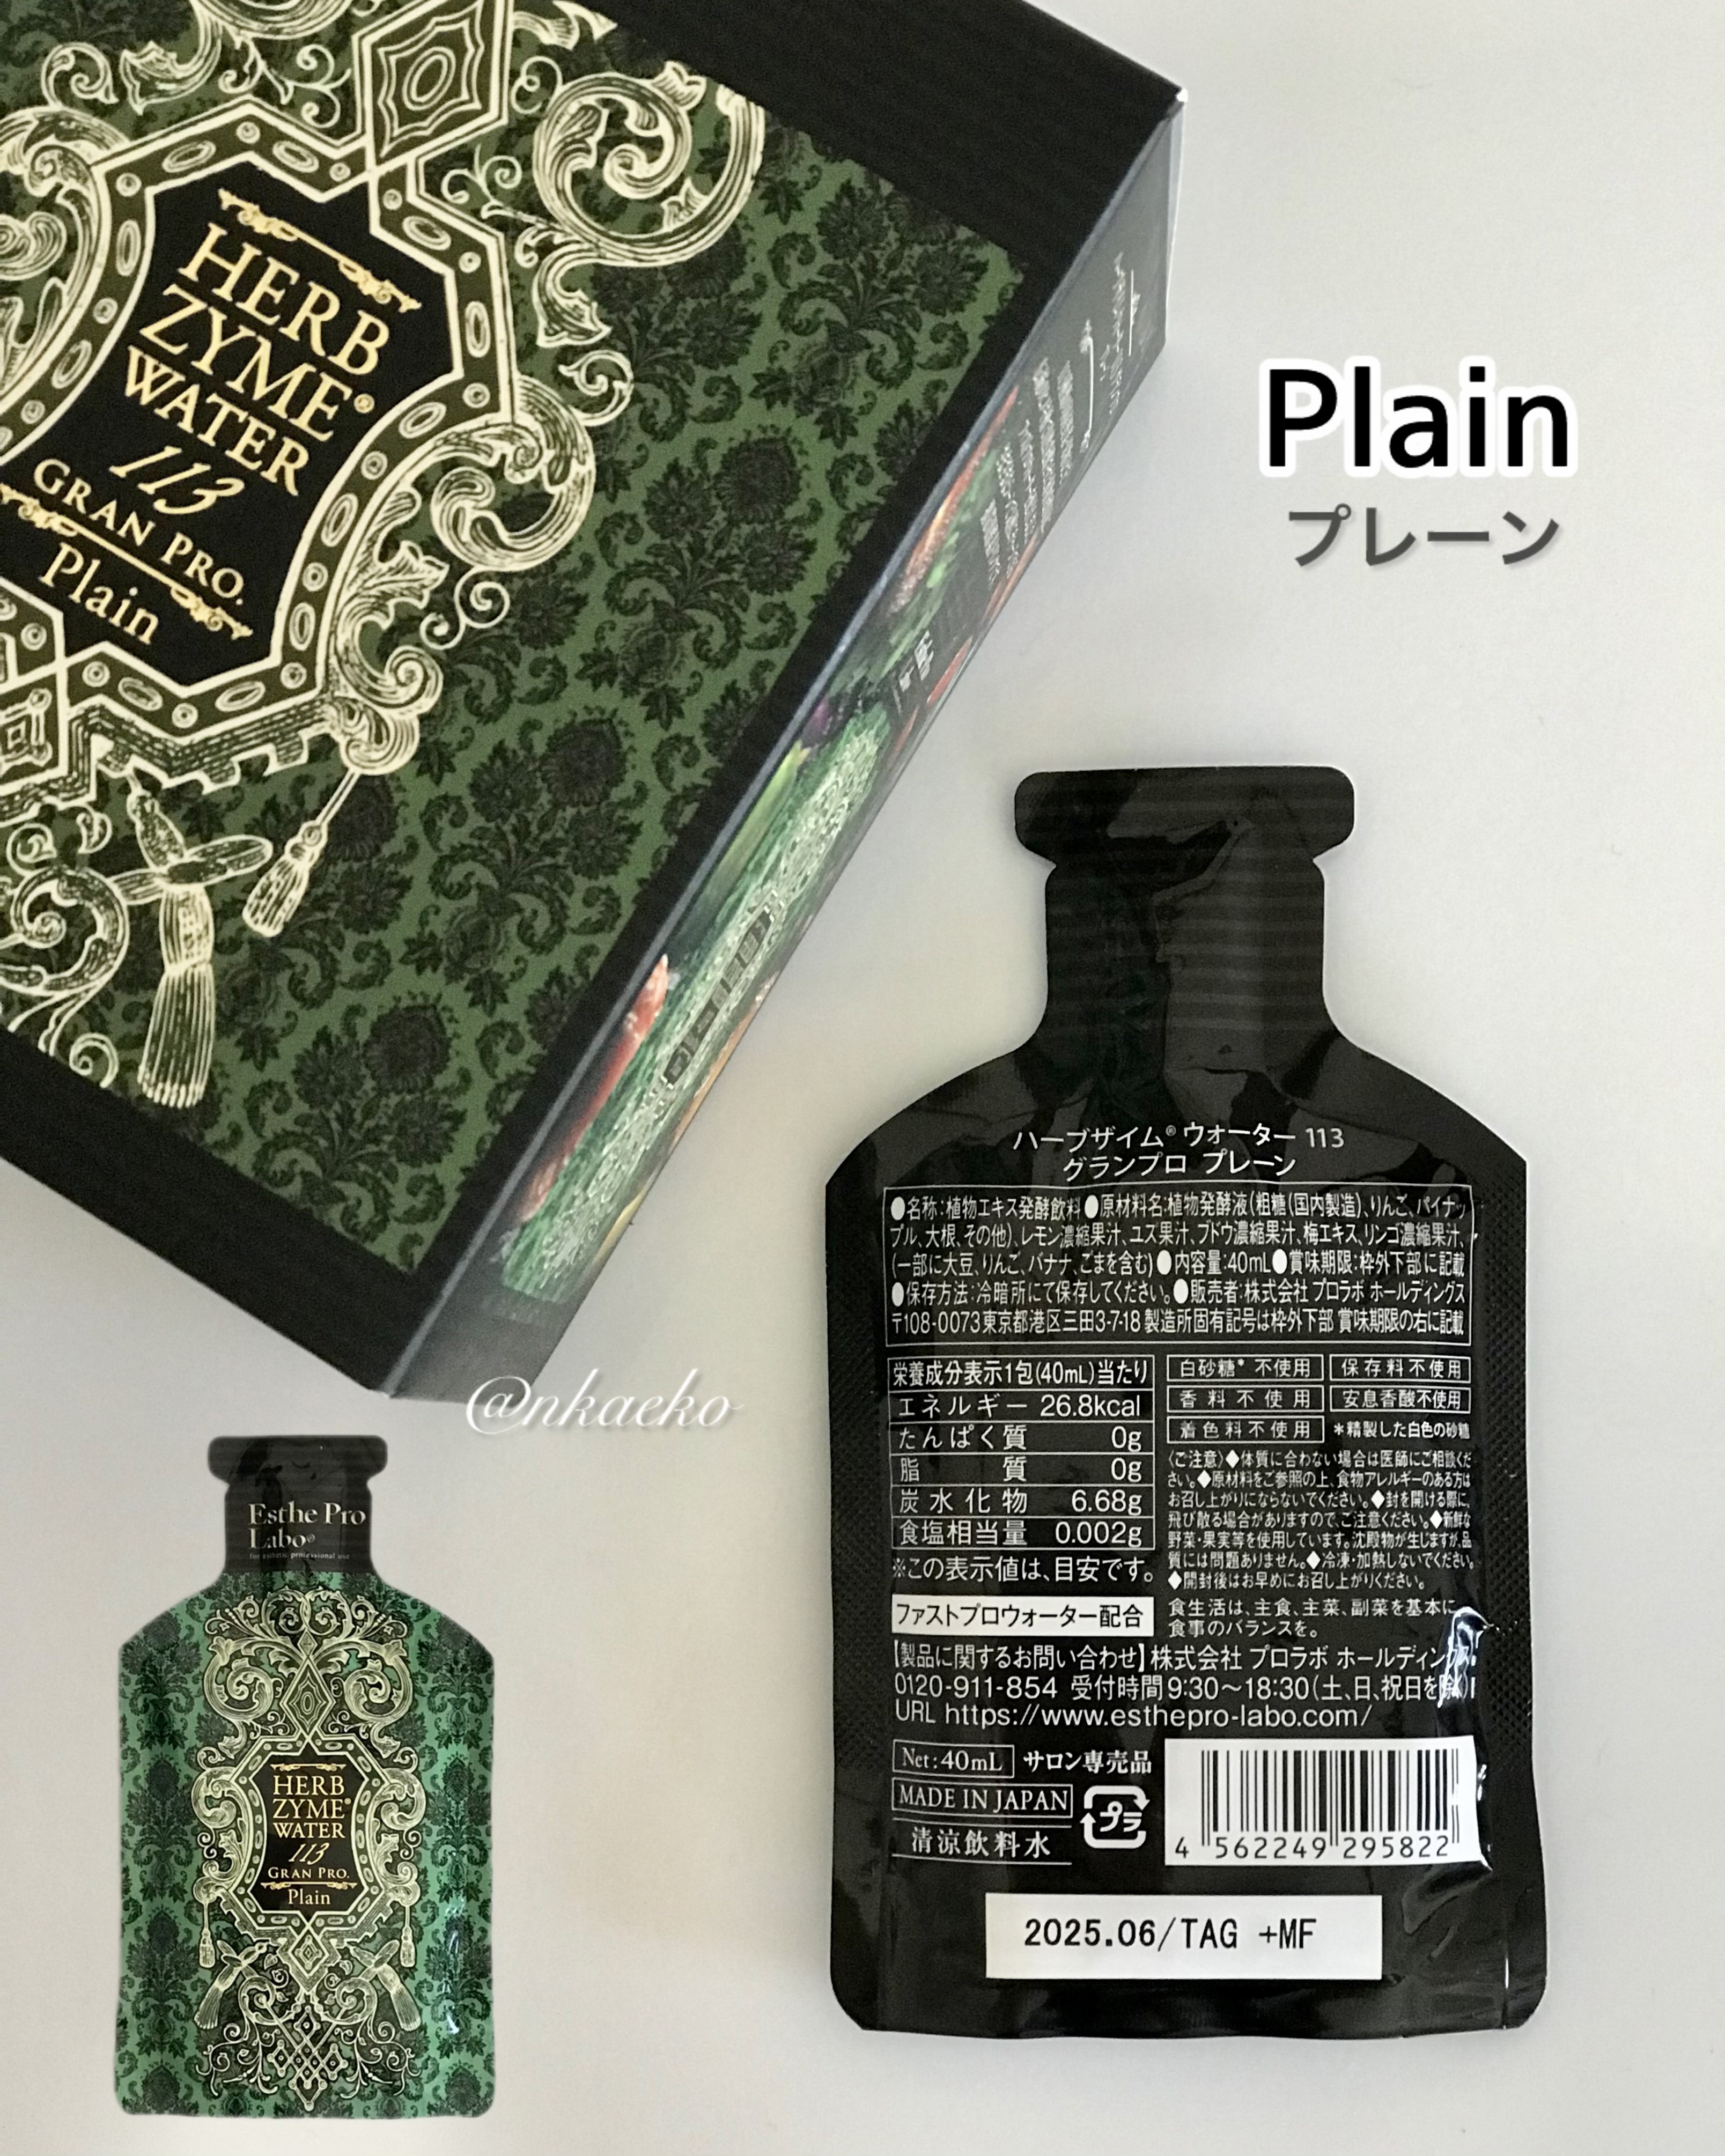 HERB
ZYME®
WATER
113
GRAN PRO.
Plain
Plain
プレーン
ハーブザイム® ウォーター 113
グランプロ プレーン
●名称:植物エキス発酵飲料●原材料名:植物発酵液(粗糖(国内製造)、りんご、パイナッ
プル、大根、その他)、レモン濃縮果汁、ユズ果汁、ブドウ濃縮果汁、梅エキス、リンゴ濃縮果汁、
(一部に大豆、りんご、バナナ、ごまを含む)●内容量:40mL●賞味期限:枠外下部に記載
●保存方法:冷暗所にて保存してください。●販売者:株式会社 プロラボ ホールディングス
〒108-0073東京都港区三田3-7-18 製造所固有記号は枠外下部 賞味期限の右に記載
栄養成分表示1包(40mL)当たり
エネルギー 26.8kcal
たんぱく質 0g
脂質 0g
炭水化物 6.68g
食塩相当量 0.002g
※この表示値は、目安です。
ファストプロウォーター配合
白砂糖* 不使用 保存料不使用
香料不使用 安息香酸不使用
着色料不使用 *精製した白色の砂糖
〈ご注意〉◆体質に合わない場合は医師にご相談くだ
さい。◆原材料をご参照の上、食物アレルギーのある方は
お召し上がりにならないでください。◆封を開ける際に、
飛び散る場合がありますので、ご注意ください。◆新鮮な
野菜・果実等を使用しています。沈殿物が生じますが、品
質には問題ありません。◆冷凍・加熱しないでください。
◆開封後はお早めにお召し上がりください。
食生活は、主食、主菜、副菜を基本に、
食事のバランスを。
【製品に関するお問い合わせ】株式会社 プロラボ ホールディングス
0120-911-854 受付時間9:30〜18:30(土、日、祝日を除く)
URL https://www.esthepro-labo.com/
Net:40mL サロン専売品
MADE IN JAPAN
プラ
清涼飲料水
4 562249 295822
2025.06/TAG +MF
@nkaeko
Esthe Pro
Labo®
for esthetic professional use
HERB
ZYME®
WATER
113
GRAN PRO.
Plain